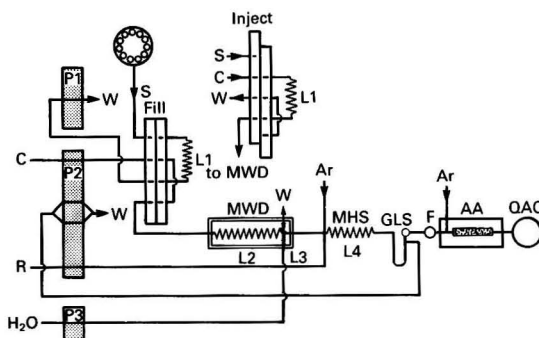 Inject
S
C
W
L1
to MWD
P1
W
S
Fill
L1
C
P2
W
R
P3
H₂O
MWD
W
L2
L3
Ar
MHS
L4
GLS
F
Ar
AA
QAC